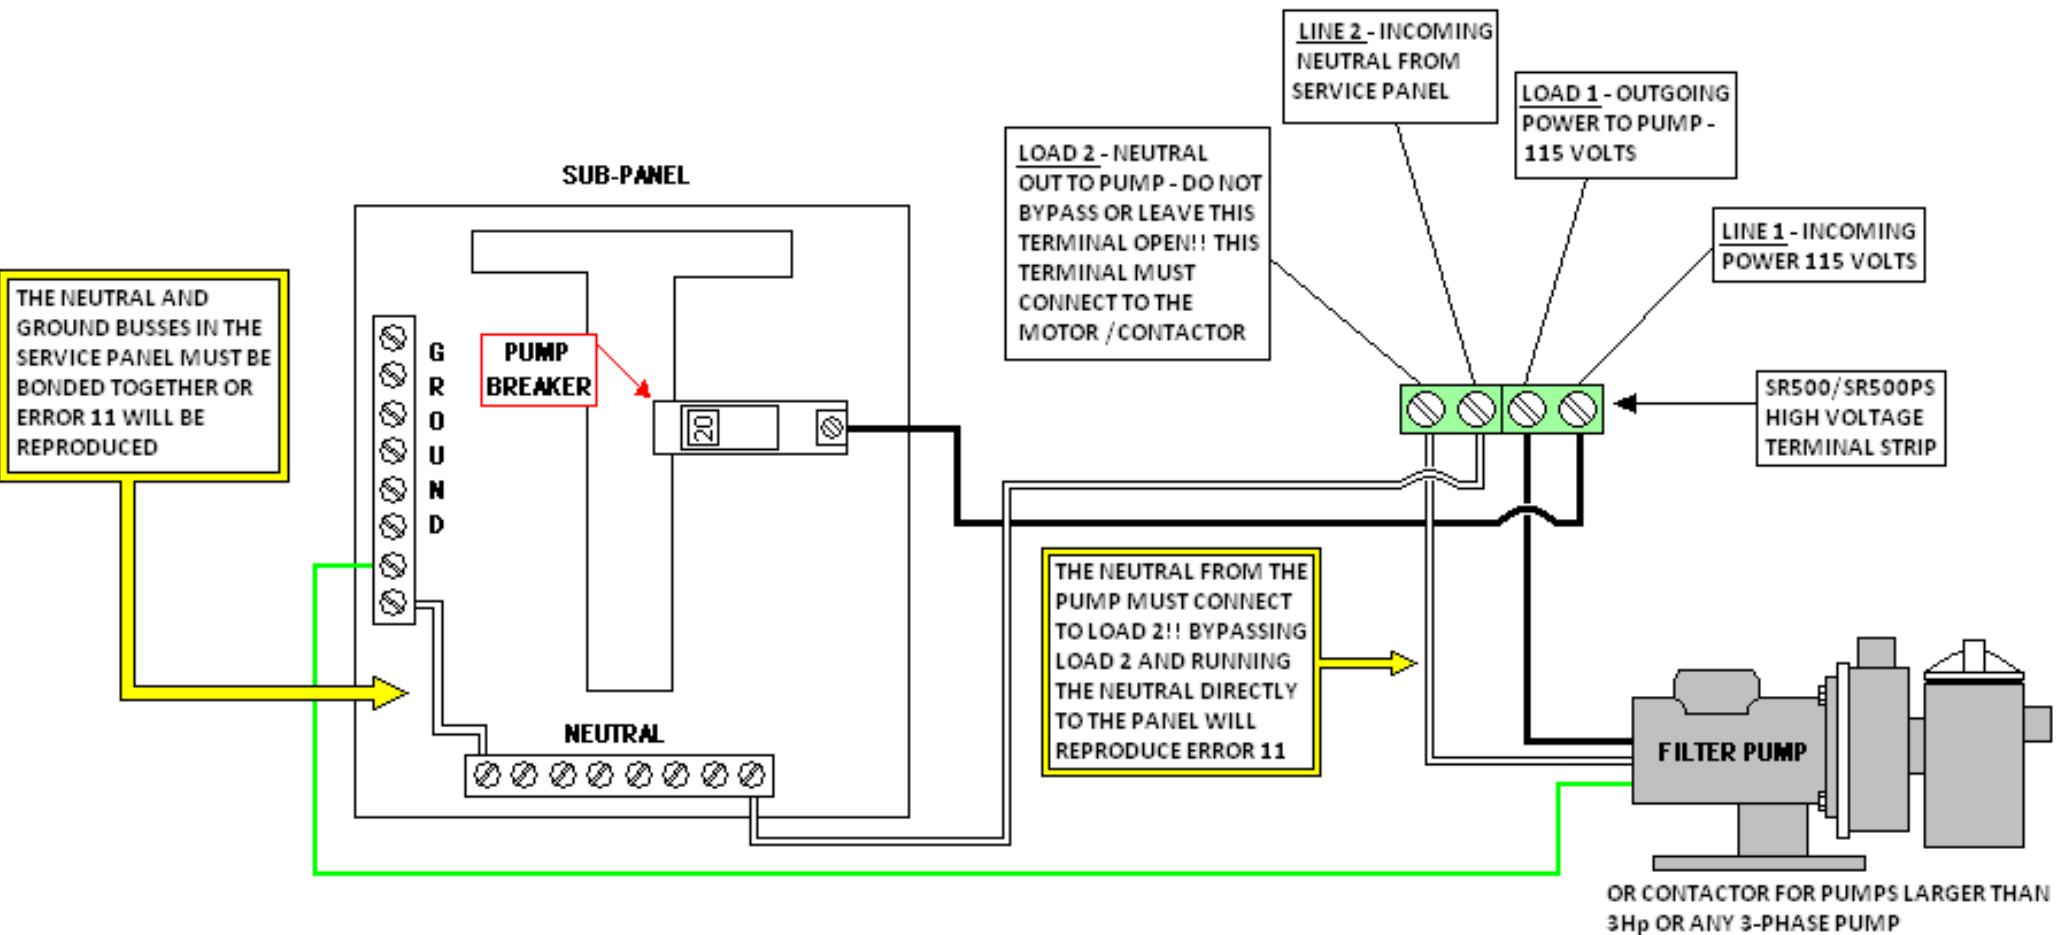 LINE 2 - INCOMING
NEUTRAL FROM
SERVICE PANEL
LOAD 1 - OUTGOING
POWER TO PUMP -
115 VOLTS
LOAD 2 - NEUTRAL
OUT TO PUMP - DO NOT
BYPASS OR LEAVE THIS
TERMINAL OPEN!! THIS
TERMINAL MUST
CONNECT TO THE
MOTOR / CONTACTOR
LINE 1 - INCOMING
POWER 115 VOLTS
SUB-PANEL
THE NEUTRAL AND
GROUND BUSSES IN THE
SERVICE PANEL MUST BE
BONDED TOGETHER OR
ERROR 11 WILL BE
REPRODUCED
GROUND
PUMP
BREAKER
20
SR500/SR500PS
HIGH VOLTAGE
TERMINAL STRIP
THE NEUTRAL FROM THE
PUMP MUST CONNECT
TO LOAD 2!! BYPASSING
LOAD 2 AND RUNNING
THE NEUTRAL DIRECTLY
TO THE PANEL WILL
REPRODUCE ERROR 11
NEUTRAL
FILTER PUMP
OR CONTACTOR FOR PUMPS LARGER THAN
3Hp OR ANY 3-PHASE PUMP